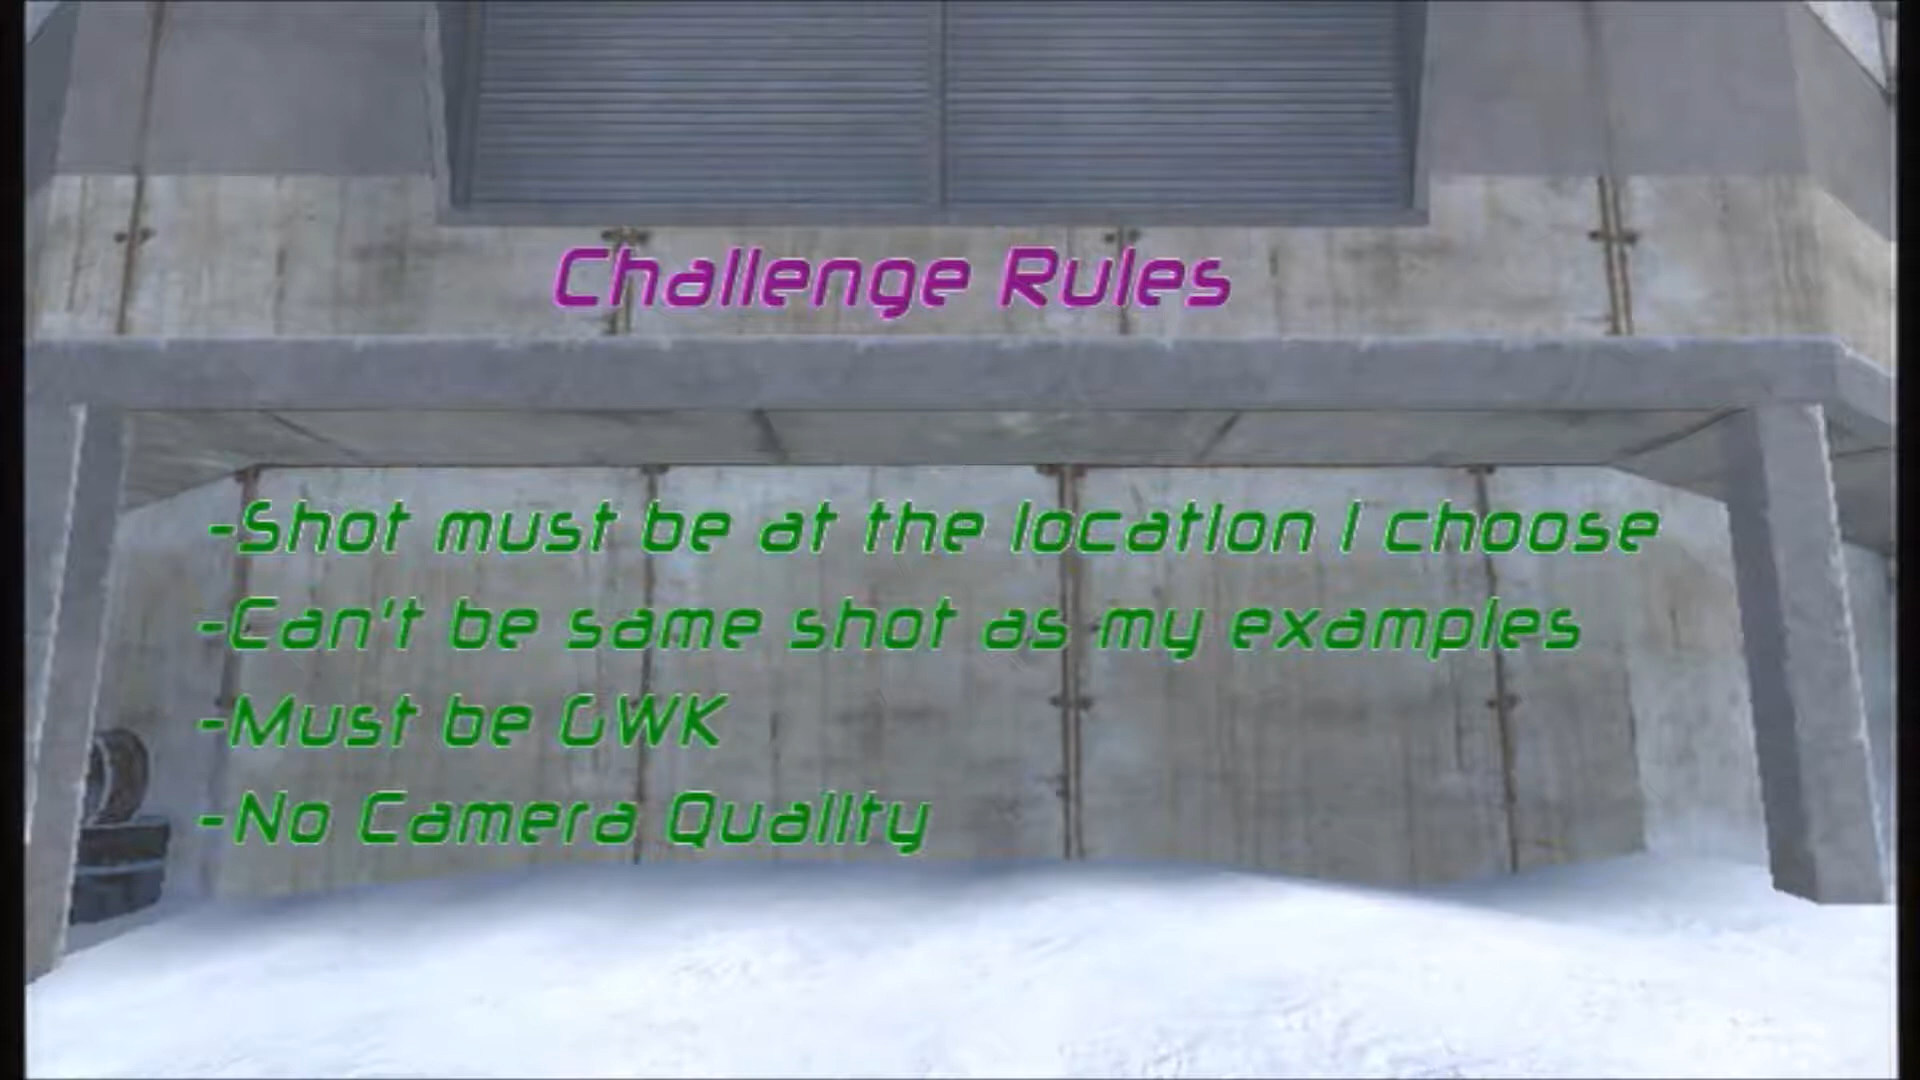 Challenge Rules
-Shot must be at the location I choose
-Can't be same shot as my examples
-Must be GWK
-No Camera Quality